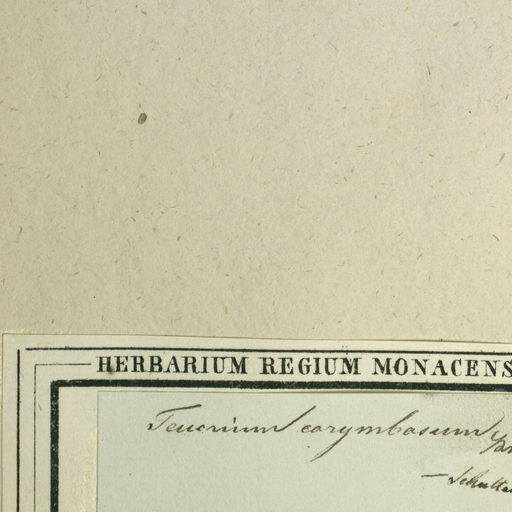 HERBARIUM REGIUM MONACENS
Teucrium corymbosum